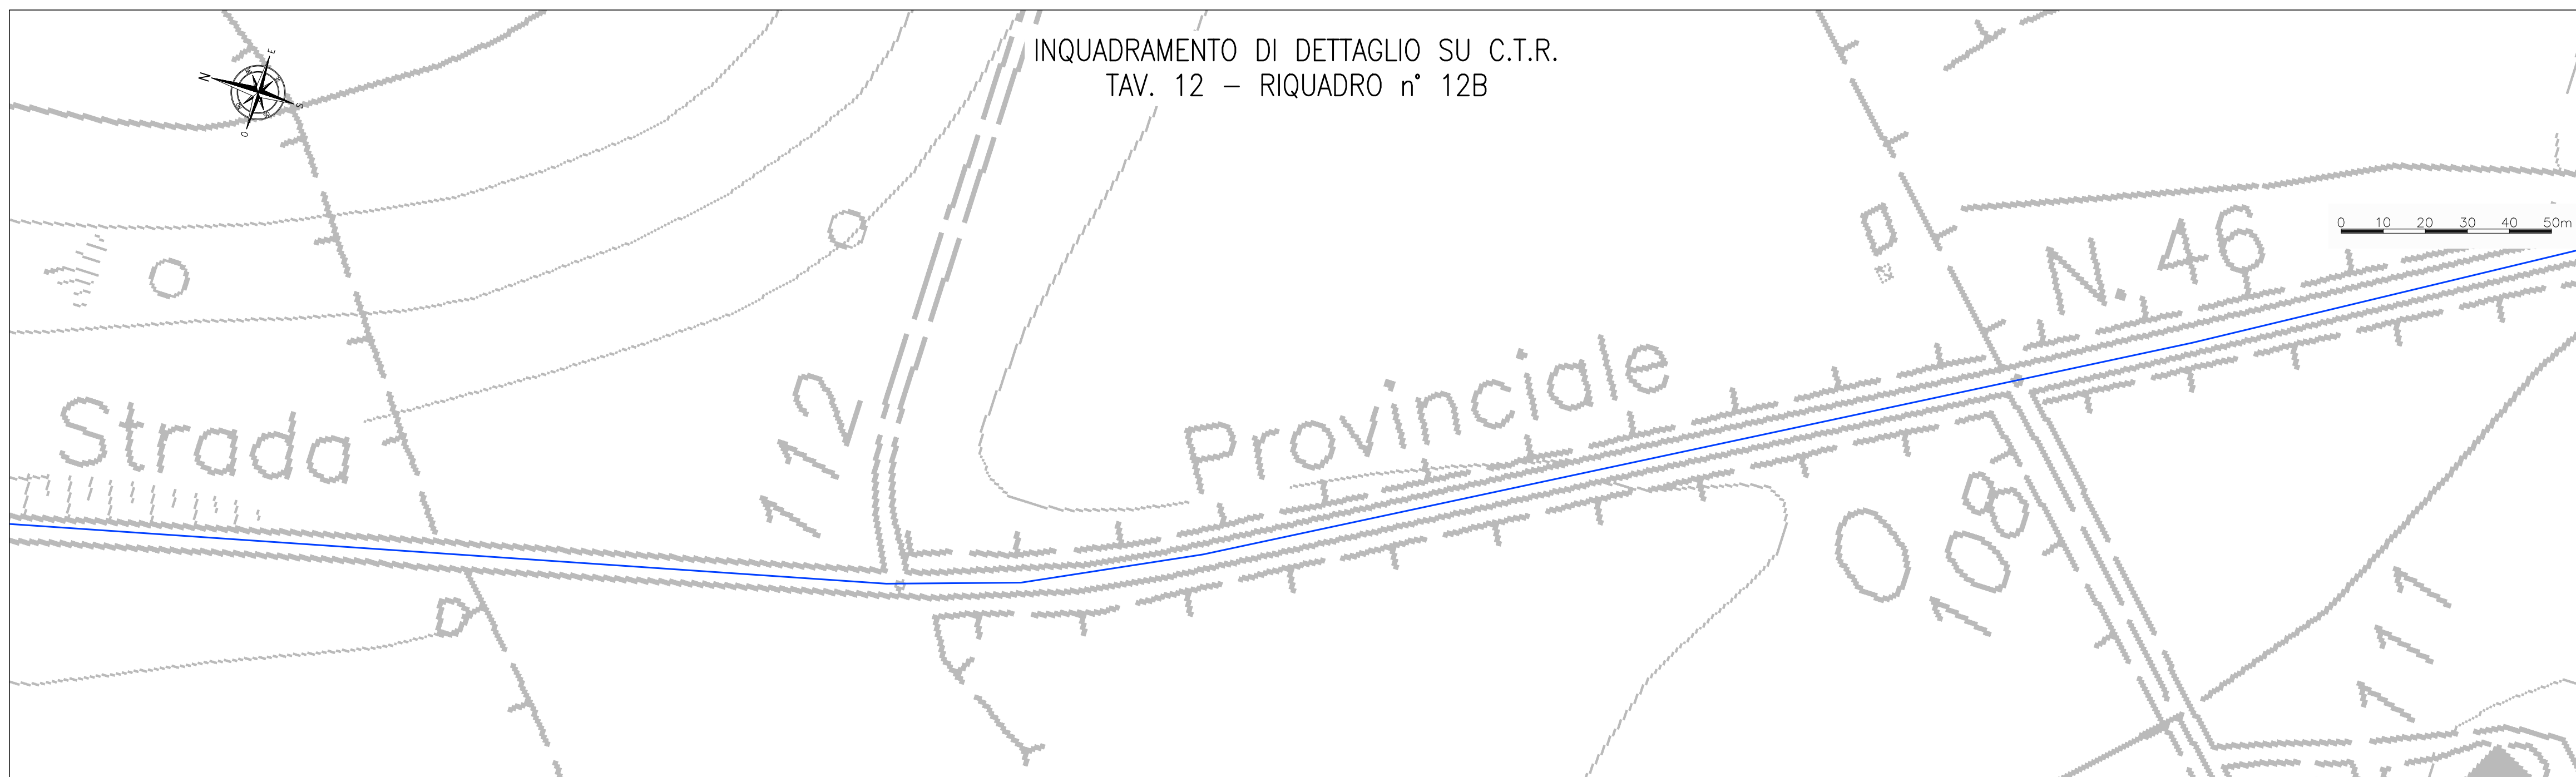 INQUADRAMENTO DI DETTAGLIO SU C.T.R.
TAV. 12 – RIQUADRO n° 12B
N
E
S
O
0 10 20 30 40 50m
N. 46
Provinciale
Strada
112
108
111